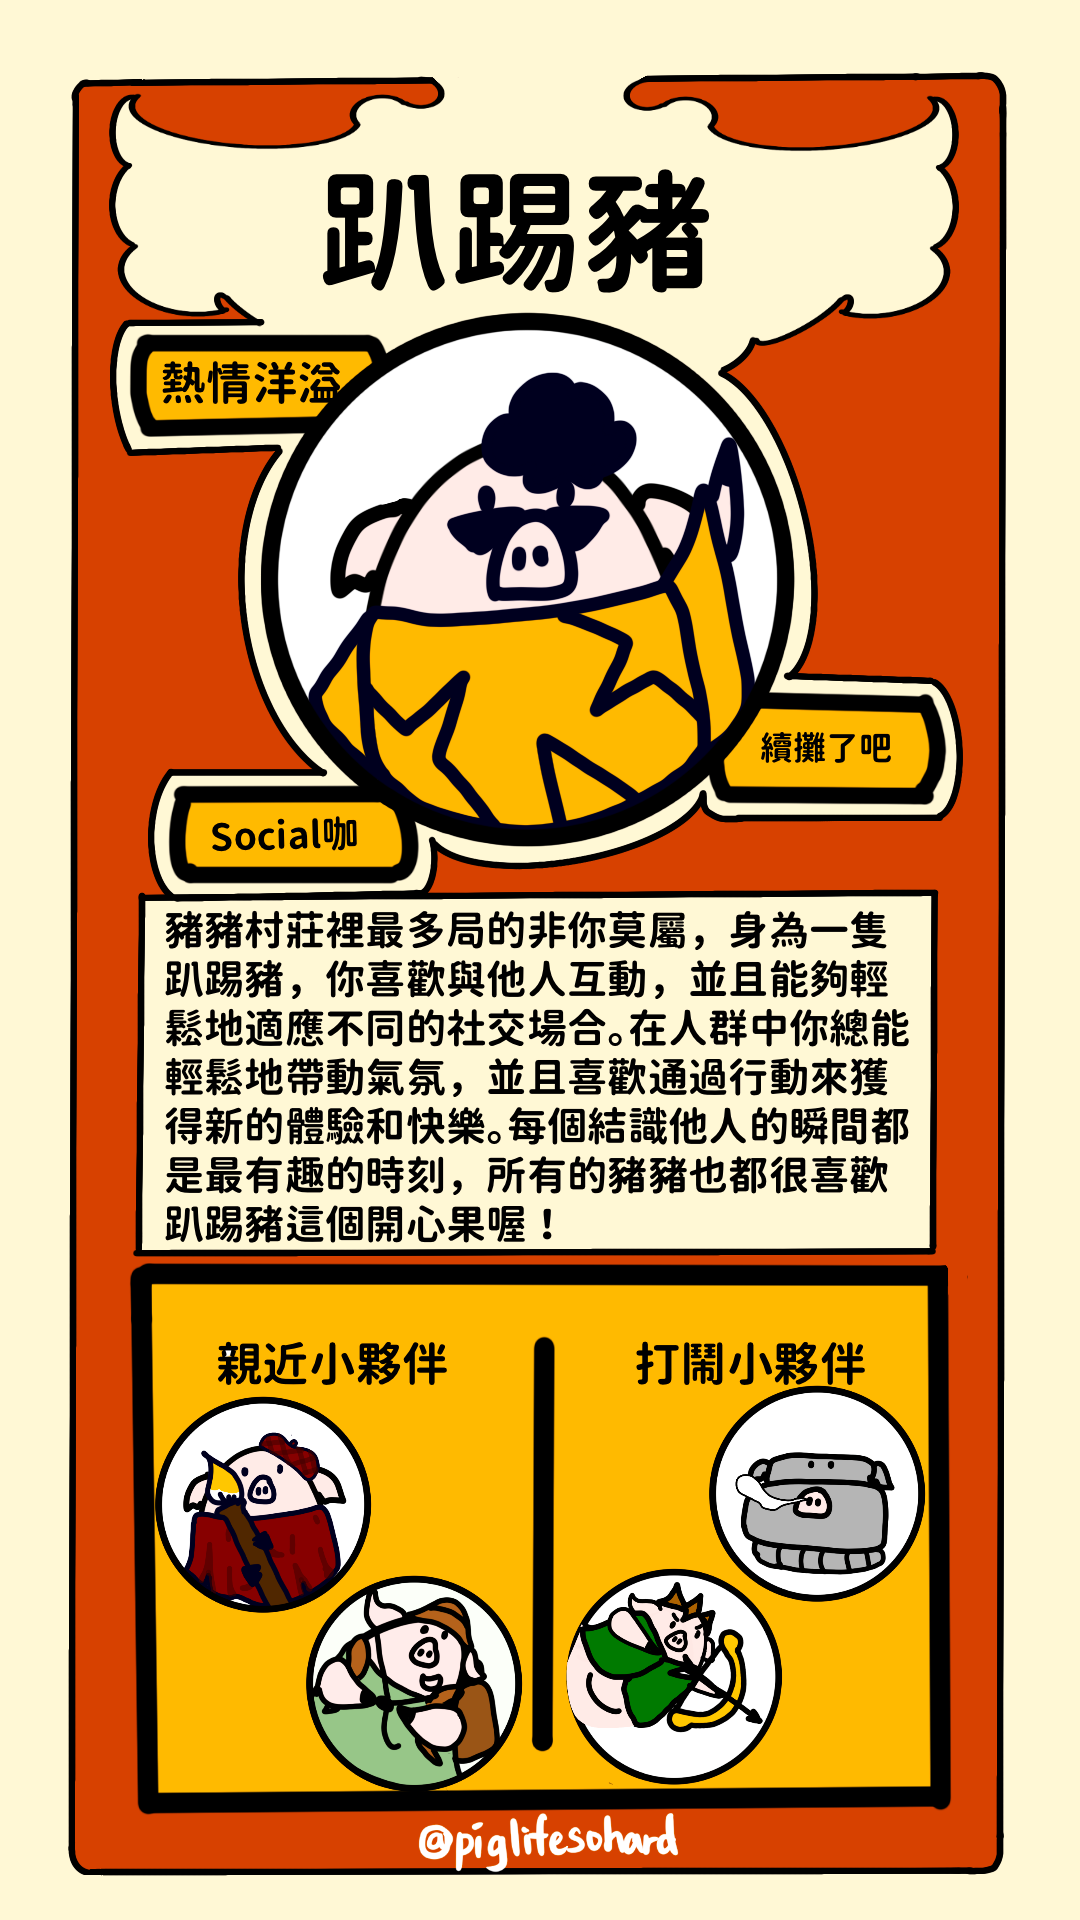 趴踢豬
熱情洋溢
續攤了吧
Social咖
豬豬村莊裡最多局的非你莫屬，身為一隻
趴踢豬，你喜歡與他人互動，並且能夠輕
鬆地適應不同的社交場合。在人群中你總能
輕鬆地帶動氣氛，並且喜歡通過行動來獲
得新的體驗和快樂。每個結識他人的瞬間都
是最有趣的時刻，所有的豬豬也都很喜歡
趴踢豬這個開心果喔！
親近小夥伴
打鬧小夥伴
@piglifesohard